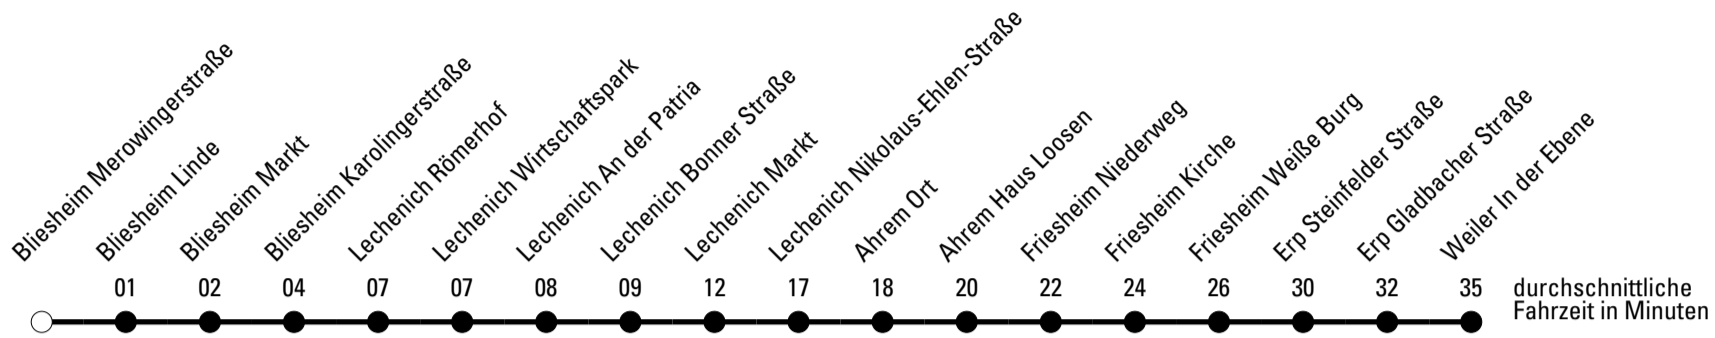 Bliesheim Merowingerstraße
Bliesheim Linde
Bliesheim Markt
Bliesheim Karolingerstraße
Lechenich Römerhof
Lechenich Wirtschaftspark
Lechenich An der Patria
Lechenich Bonner Straße
Lechenich Markt
Lechenich Nikolaus-Ehlen-Straße
Ahrem Ort
Ahrem Haus Loosen
Friesheim Niederweg
Friesheim Kirche
Friesheim Weiße Burg
Erp Steinfelder Straße
Erp Gladbacher Straße
Weiler In der Ebene
01 02 04 07 07 08 09 12 17 18 20 22 24 26 30 32 35
durchschnittliche
Fahrzeit in Minuten